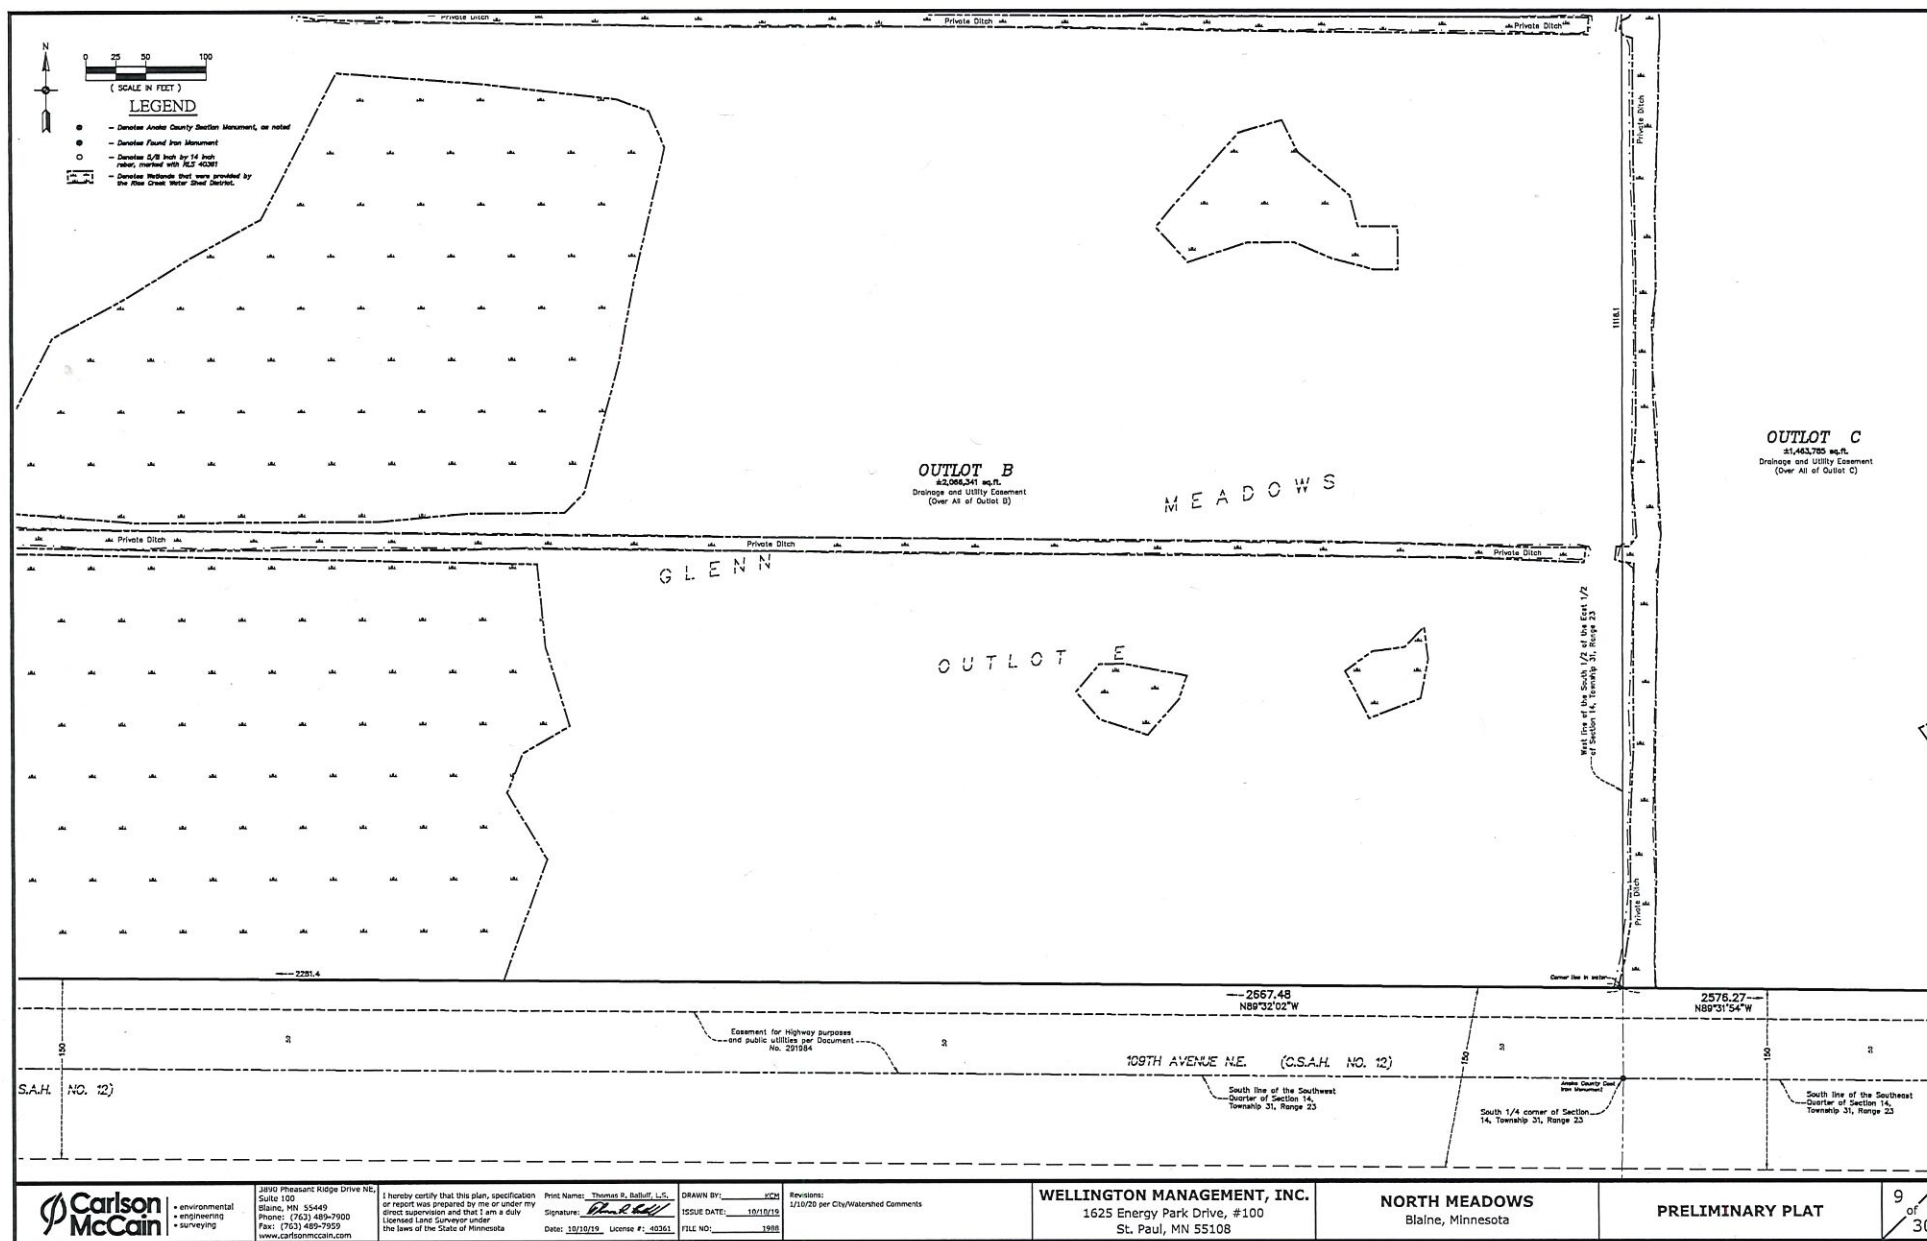 Private Ditch
Private Ditch
Private Ditch
N
0 25 50 100
( SCALE IN FEET )
LEGEND
- Denotes Anoka County Section Monument, as noted
- Denotes Found Iron Monument
- Denotes 5/8 inch by 14 inch
rebar, marked with RLS 40361
- Denotes Wetlands that were provided by
the Rice Creek Water Shed District.
Private Ditch
1118.1
OUTLOT B
±2,066,341 sq.ft.
Drainage and Utility Easement
(Over All of Outlot B)
MEADOWS
OUTLOT C
±1,463,785 sq.ft.
Drainage and Utility Easement
(Over All of Outlot C)
Private Ditch
Private Ditch
Private Ditch
GLENN
OUTLOT E
West line of the South 1/2 of the East 1/2
of Section 14, Township 31, Range 23
Private Ditch
2281.4
Corner lies in water
2667.48
N89°32'02"W
2576.27
N89°31'54"W
150
Easement for Highway purposes
and public utilities per Document
No. 291984
109TH AVENUE N.E. (C.S.A.H. NO. 12)
150
150
S.A.H. NO. 12)
South line of the Southwest
Quarter of Section 14,
Township 31, Range 23
Anoka County Cast
Iron Monument
South 1/4 corner of Section
14, Township 31, Range 23
South line of the Southeast
Quarter of Section 14,
Township 31, Range 23
Carlson
McCain
• environmental
• engineering
• surveying
3890 Pheasant Ridge Drive NE,
Suite 100
Blaine, MN 55449
Phone: (763) 489-7900
Fax: (763) 489-7959
www.carlsonmccain.com
I hereby certify that this plan, specification
or report was prepared by me or under my
direct supervision and that I am a duly
Licensed Land Surveyor under
the laws of the State of Minnesota
Print Name: Thomas R. Balluff, L.S.
Signature:
Date: 10/10/19 License #: 40361
DRAWN BY:
ISSUE DATE: 10/10/19
FILE NO: 1988
Revisions:
1/10/20 per City/Watershed Comments
WELLINGTON MANAGEMENT, INC.
1625 Energy Park Drive, #100
St. Paul, MN 55108
NORTH MEADOWS
Blaine, Minnesota
PRELIMINARY PLAT
9
of
30